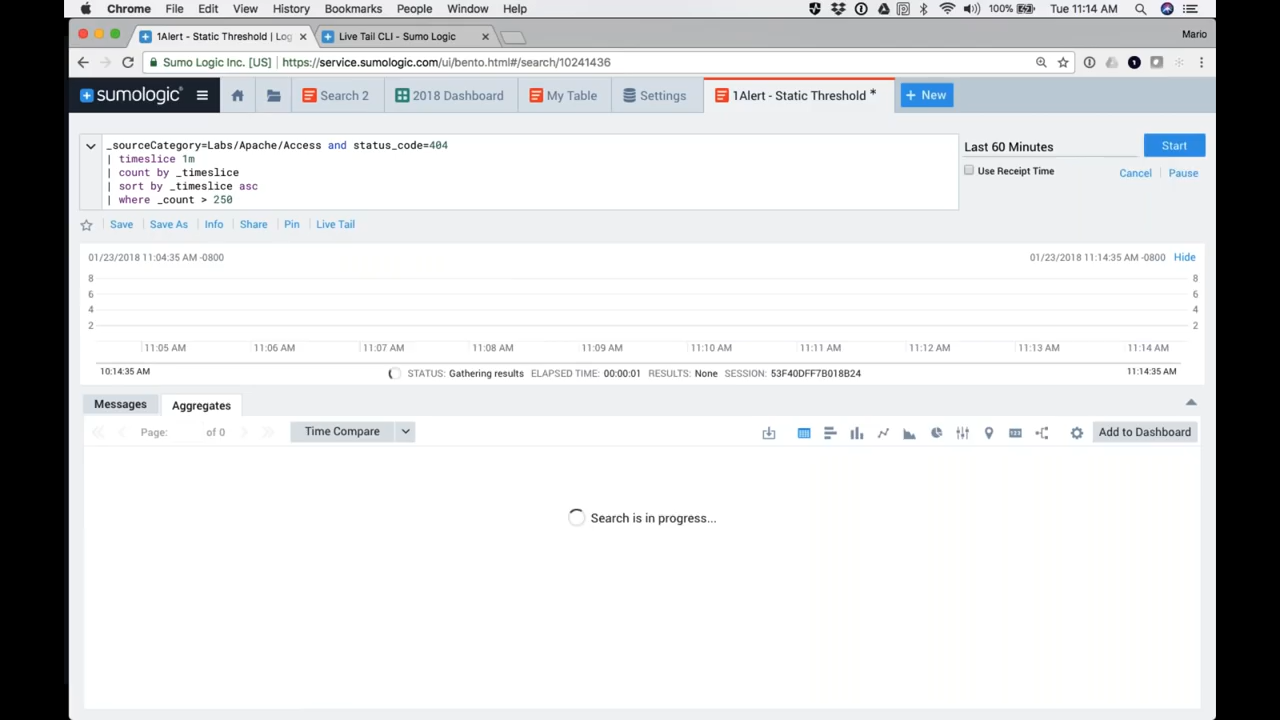 Chrome File Edit View History Bookmarks People Window Help 100% Tue 11:14 AM
1Alert - Static Threshold | Log Live Tail CLI - Sumo Logic Mario
Sumo Logic Inc. [US] https://service.sumologic.com/ui/bento.html#/search/10241436
sumologic Search 2 2018 Dashboard My Table Settings 1Alert - Static Threshold * + New
_sourceCategory=Labs/Apache/Access and status_code=404
| timeslice 1m
| count by _timeslice
| sort by _timeslice asc
| where _count > 250
Last 60 Minutes Start
Use Receipt Time Cancel Pause
Save Save As Info Share Pin Live Tail
01/23/2018 11:04:35 AM -0800 01/23/2018 11:14:35 AM -0800 Hide
8 8
6 6
4 4
2 2
11:05 AM 11:06 AM 11:07 AM 11:08 AM 11:09 AM 11:10 AM 11:11 AM 11:12 AM 11:13 AM 11:14 AM
10:14:35 AM 11:14:35 AM
STATUS: Gathering results ELAPSED TIME: 00:00:01 RESULTS: None SESSION: 53F40DFF7B018B24
Messages Aggregates
Page: of 0 Time Compare Add to Dashboard
Search is in progress...